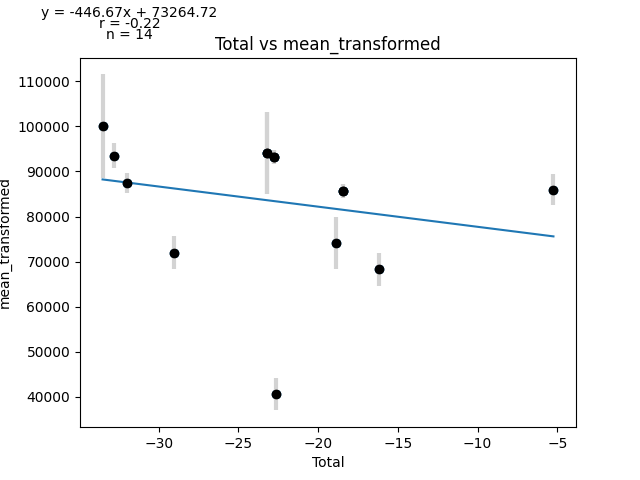 y = -446.67x + 73264.72
r = -0.22
n = 14
Total vs mean_transformed
110000
100000
90000
80000
70000
60000
50000
40000
mean_transformed
−30
−25
−20
−15
−10
−5
Total